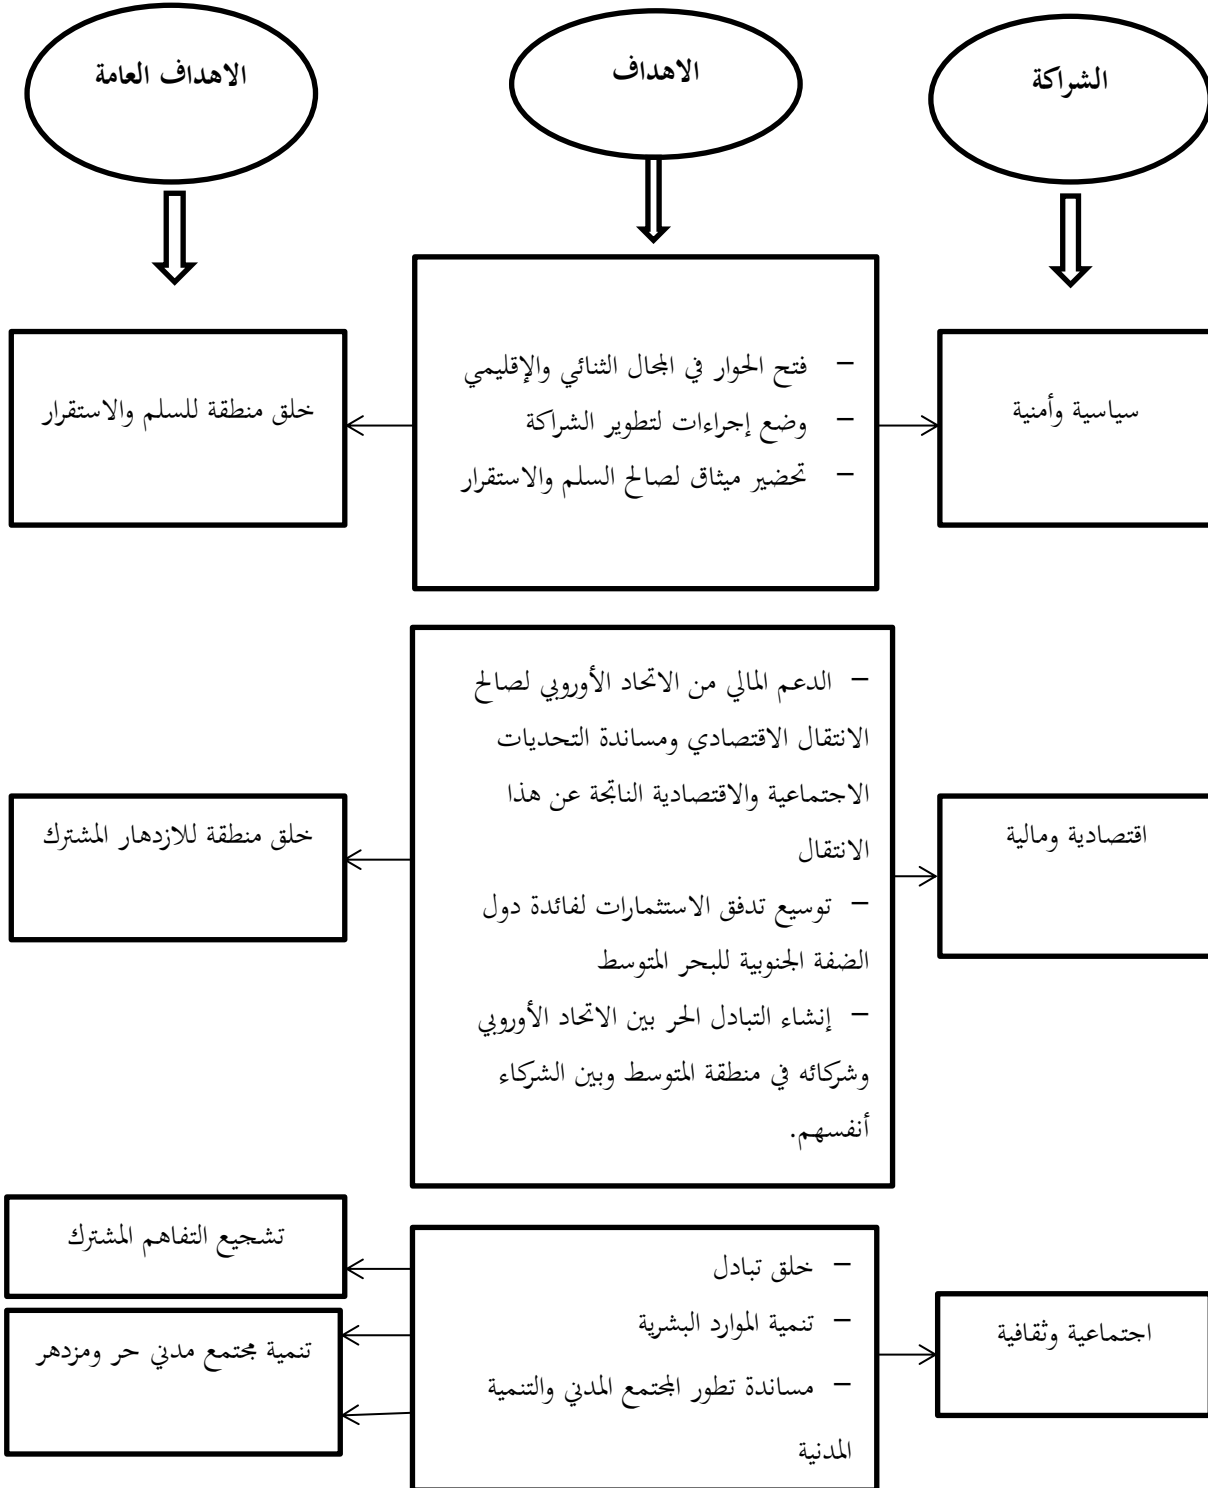 الشراكة
الاهداف
الاهداف العامة
سياسية وأمنية
– فتح الحوار في المجال الثنائي والإقليمي
– وضع إجراءات لتطوير الشراكة
– تحضير ميثاق لصالح السلم والاستقرار
خلق منطقة للسلم والاستقرار
اقتصادية ومالية
– الدعم المالي من الاتحاد الأوروبي لصالح
الانتقال الاقتصادي ومساندة التحديات
الاجتماعية والاقتصادية الناتجة عن هذا
الانتقال
– توسيع تدفق الاستثمارات لفائدة دول
الضفة الجنوبية للبحر المتوسط
– إنشاء التبادل الحر بين الاتحاد الأوروبي
وشركائه في منطقة المتوسط وبين الشركاء
أنفسهم.
خلق منطقة للازدهار المشترك
اجتماعية وثقافية
– خلق تبادل
– تنمية الموارد البشرية
– مساندة تطور المجتمع المدني والتنمية
المدنية
تشجيع التفاهم المشترك
تنمية مجتمع مدني حر ومزدهر